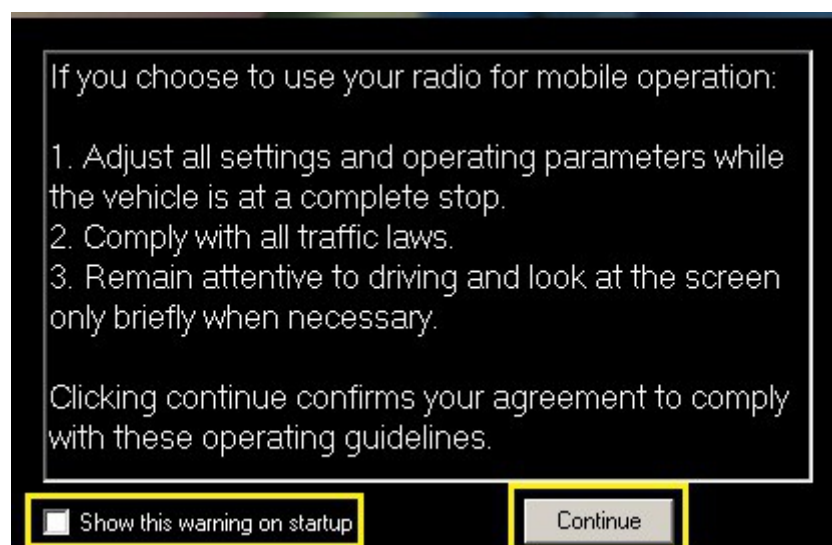 If you choose to use your radio for mobile operation:
1. Adjust all settings and operating parameters while
the vehicle is at a complete stop.
2. Comply with all traffic laws.
3. Remain attentive to driving and look at the screen
only briefly when necessary.
Clicking continue confirms your agreement to comply
with these operating guidelines.
Show this warning on startup
Continue